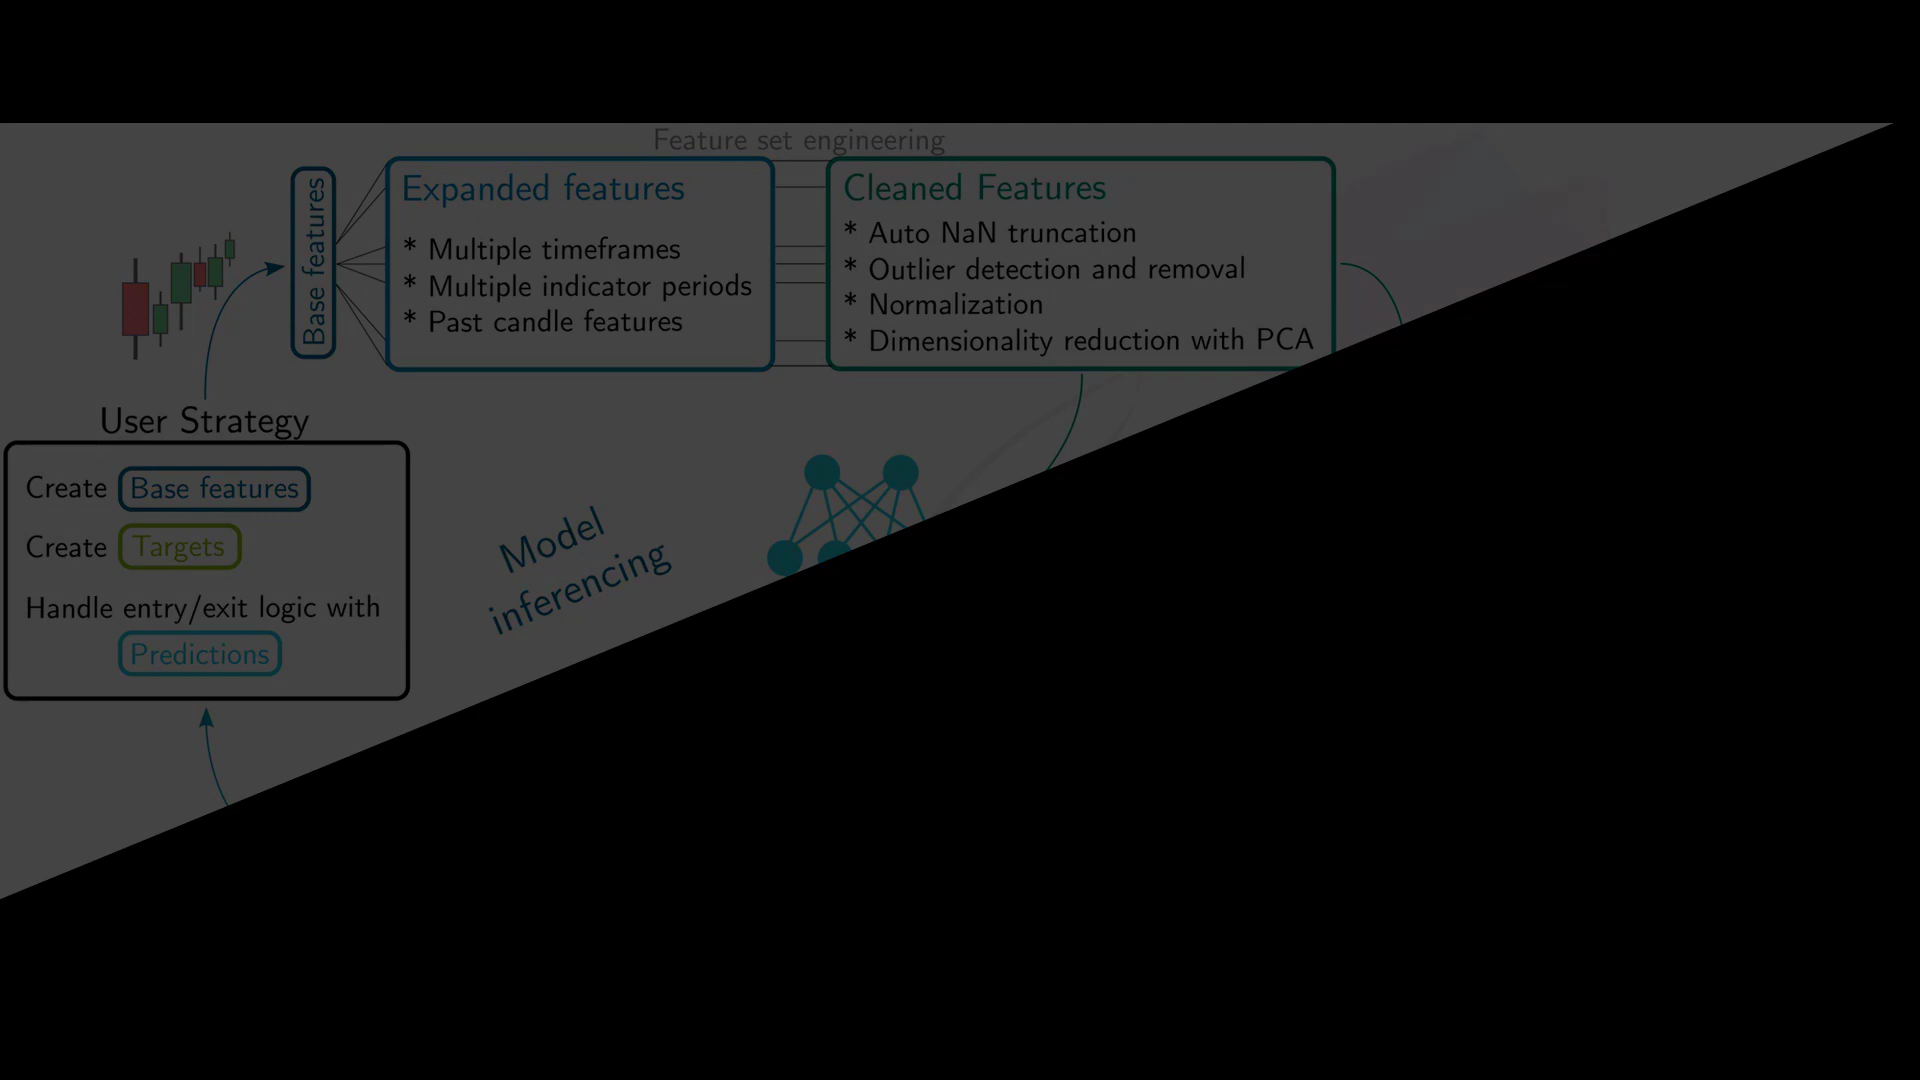 Feature set engineering
Base features
Expanded features
* Multiple timeframes
* Multiple indicator periods
* Past candle features
Cleaned Features
* Auto NaN truncation
* Outlier detection and removal
* Normalization
* Dimensionality reduction with PCA
User Strategy
Create Base features
Create Targets
Handle entry/exit logic with
Predictions
Model
inferencing